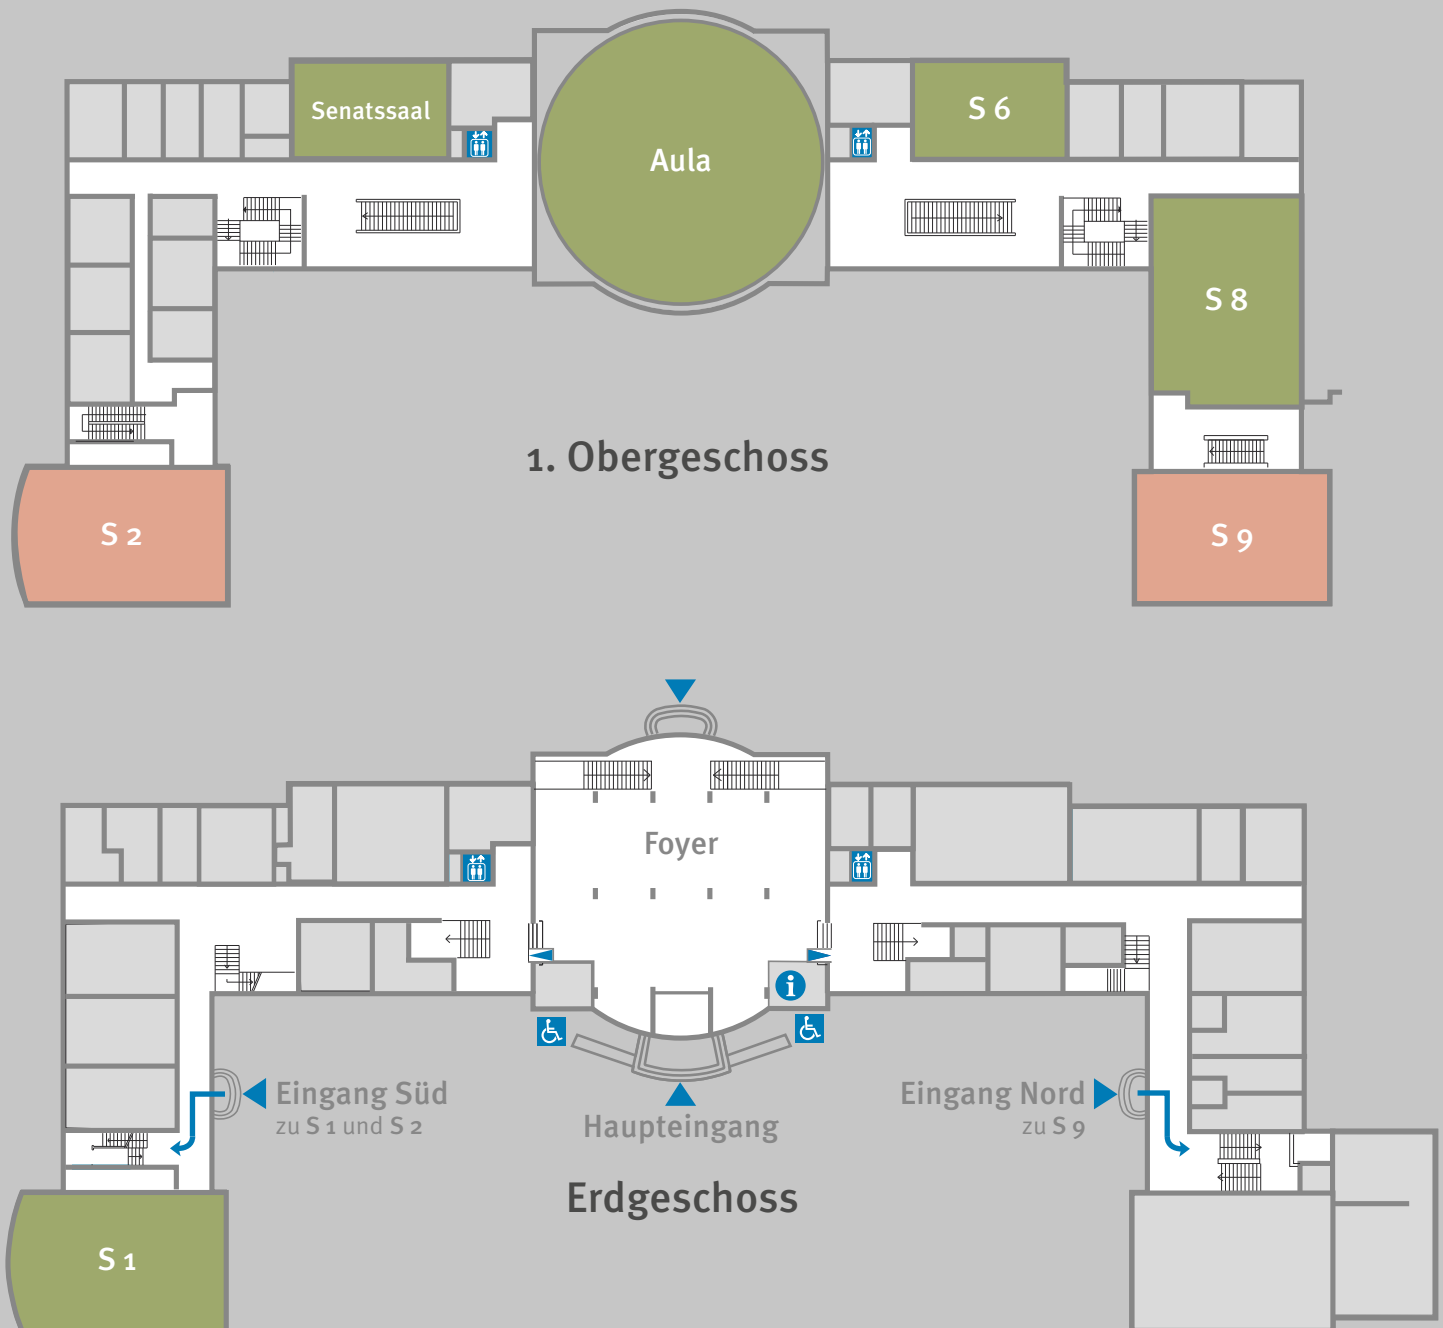 Senatssaal
S 6
Aula
S 8
1. Obergeschoss
S 2
S 9
Foyer
i
Eingang Süd
zu S 1 und S 2
Eingang Nord
zu S 9
Haupteingang
Erdgeschoss
S 1